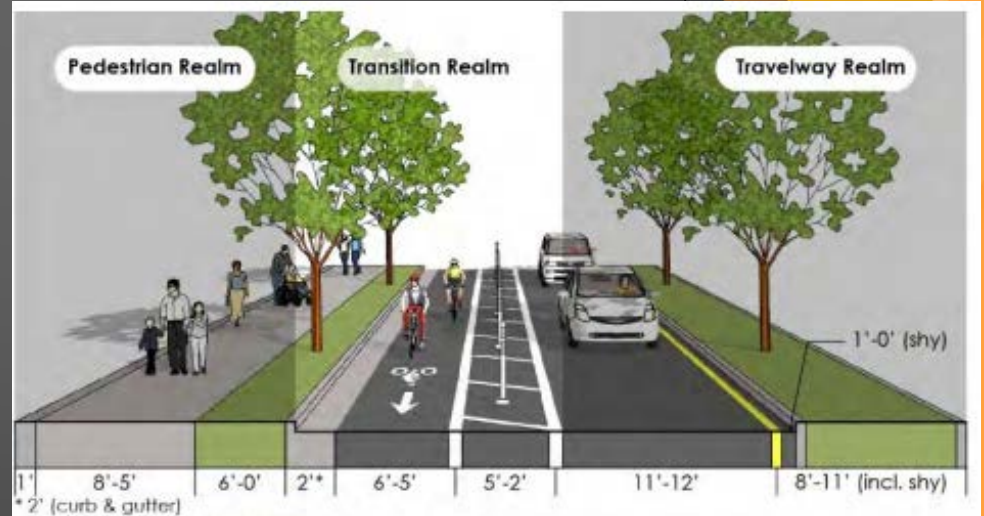 Pedestrian Realm
Transition Realm
Travelway Realm
1'-0' (shy)
1' 8'-5' 6'-0' 2'* 6'-5' 5'-2' 11'-12' 8'-11' (incl. shy)
* 2' (curb & gutter)